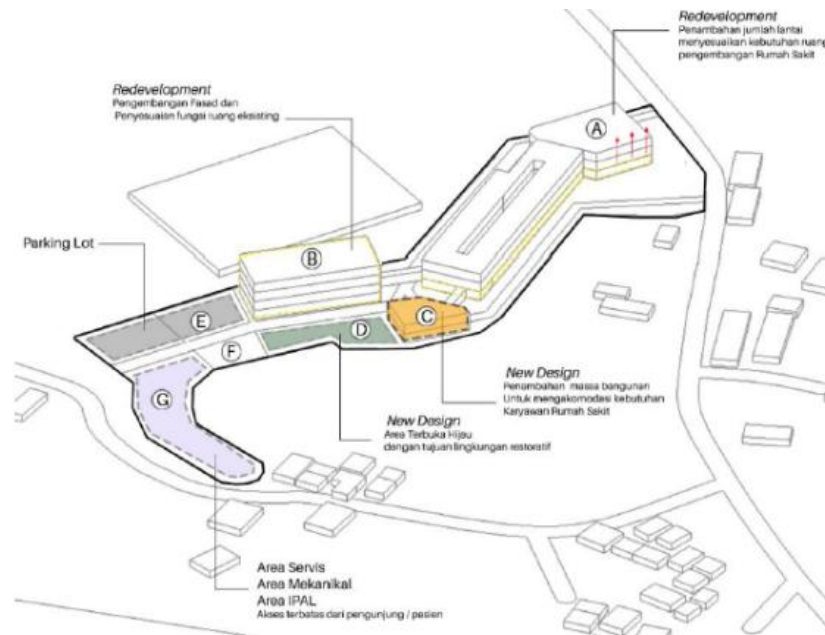 Redevelopment
Penambahan jumlah lantai
menyesuaikan kebutuhan ruang
pengembangan Rumah Sakit
Redevelopment
Pengembangan Fasad dan
Penyesuaian fungsi ruang eksisting
A
Parking Lot
B
E
C
D
F
G
New Design
Penambahan massa bangunan
Untuk mengakomodasi kebutuhan
Karyawan Rumah Sakit
New Design
Area Terbuka Hijau
dengan tujuan lingkungan restoratif
Area Servis
Area Mekanikal
Area IPAL
Akses terbatas dari pengunjung / pasien